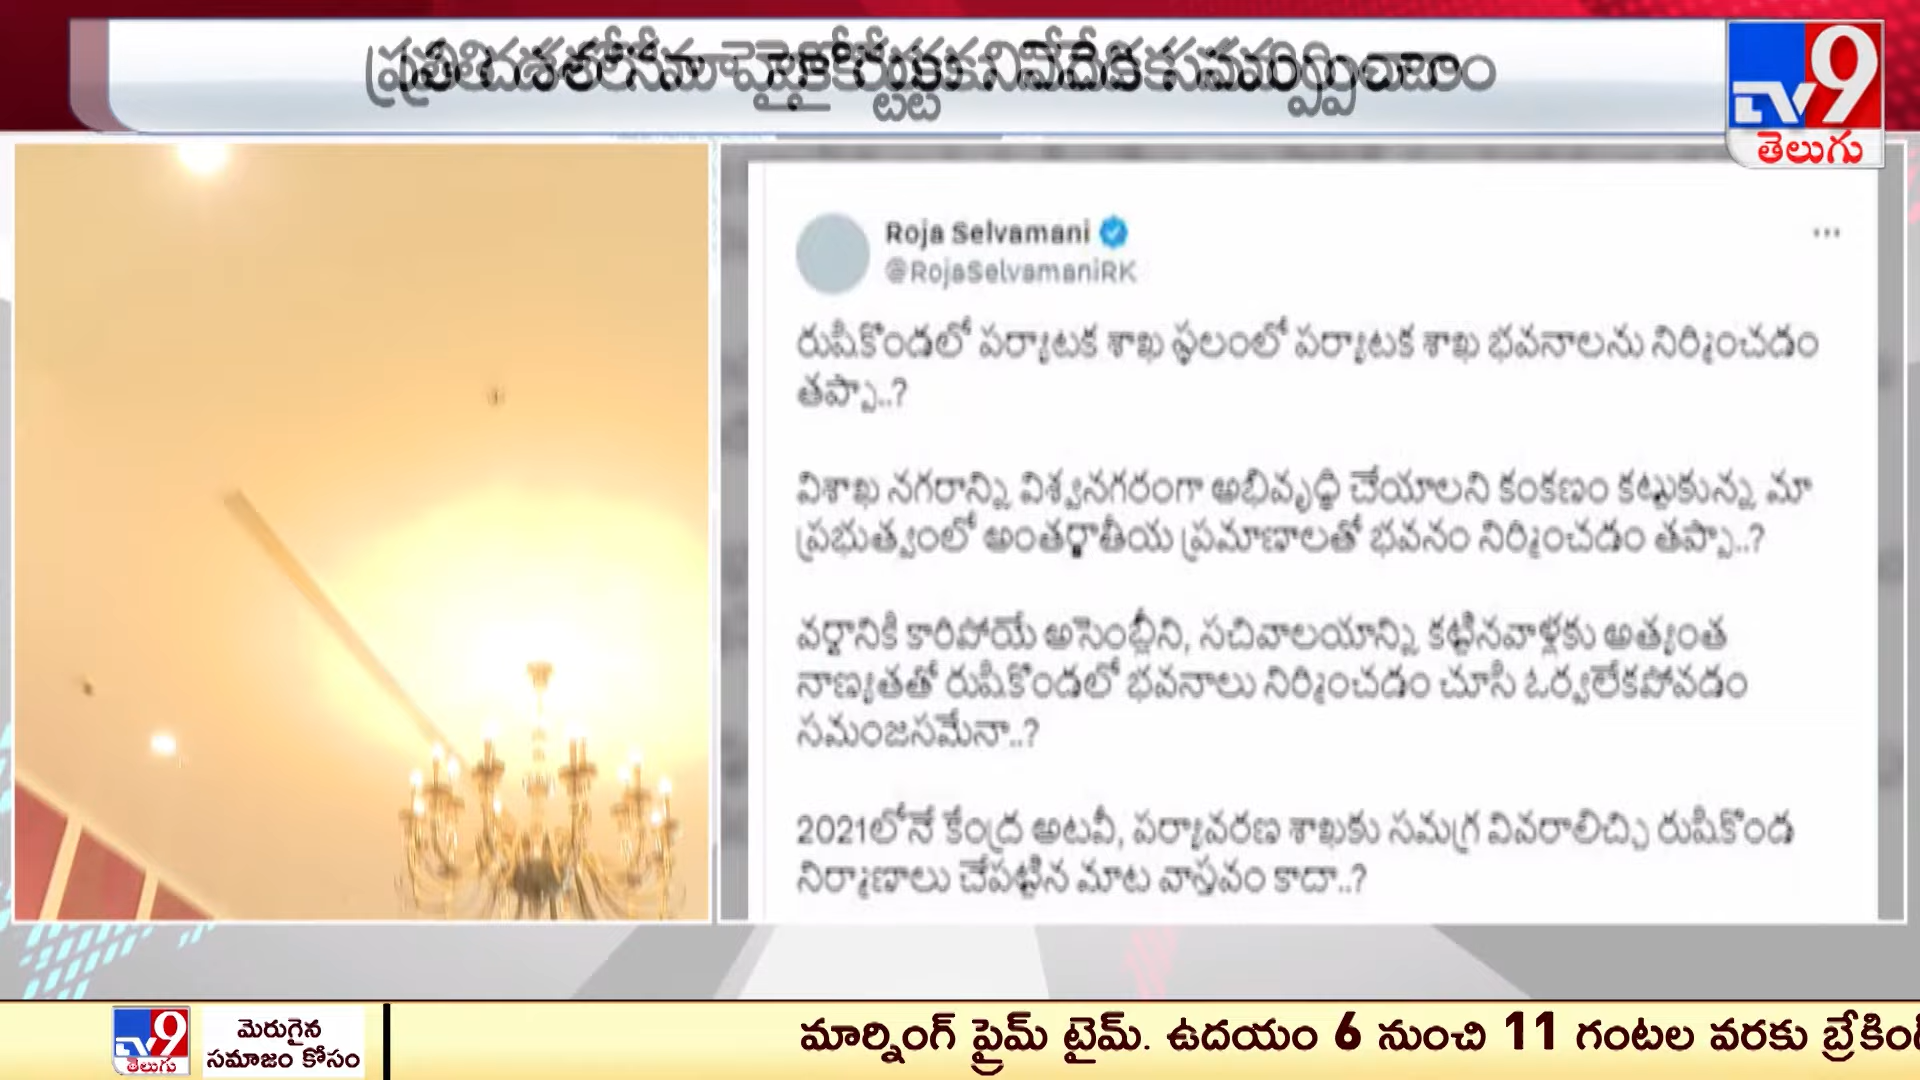 TV9
తెలుగు
Roja Selvamani
@RojaSelvamaniRK
రుషికొండలో పర్యాటక శాఖ స్థలంలో పర్యాటక శాఖ భవనాలను నిర్మించడం
తప్పా..?
విశాఖ నగరాన్ని విశ్వనగరంగా అభివృద్ధి చేయాలని కంకణం కట్టుకున్న మా
ప్రభుత్వంలో అంతర్జాతీయ ప్రమాణాలతో భవనం నిర్మించడం తప్పా..?
వర్షానికి కారిపోయే అసెంబ్లీని, సచివాలయాన్ని కట్టినవాళ్లకు అత్యంత
నాణ్యతతో రుషికొండలో భవనాలు నిర్మించడం చూసి ఓర్వలేకపోవడం
సమంజసమేనా..?
2021లోనే కేంద్ర అటవీ, పర్యావరణ శాఖకు సమగ్ర వివరాలిచ్చి రుషికొండ
నిర్మాణాలు చేపట్టిన మాట వాస్తవం కాదా..?
TV9
తెలుగు
మెరుగైన
సమాజం కోసం
మార్నింగ్ ప్రైమ్ టైమ్. ఉదయం 6 నుంచి 11 గంటల వరకు